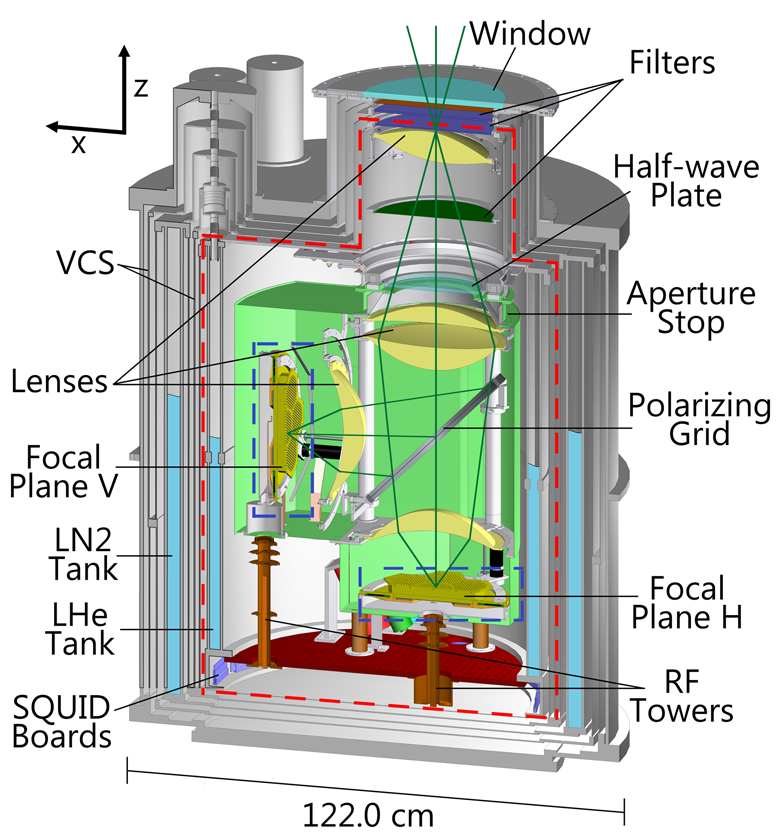 Window
Filters
z
x
Half-wave
Plate
VCS
Aperture
Stop
Lenses
Polarizing
Grid
Focal
Plane V
LN2
Tank
Focal
Plane H
LHe
Tank
RF
Towers
SQUID
Boards
122.0 cm